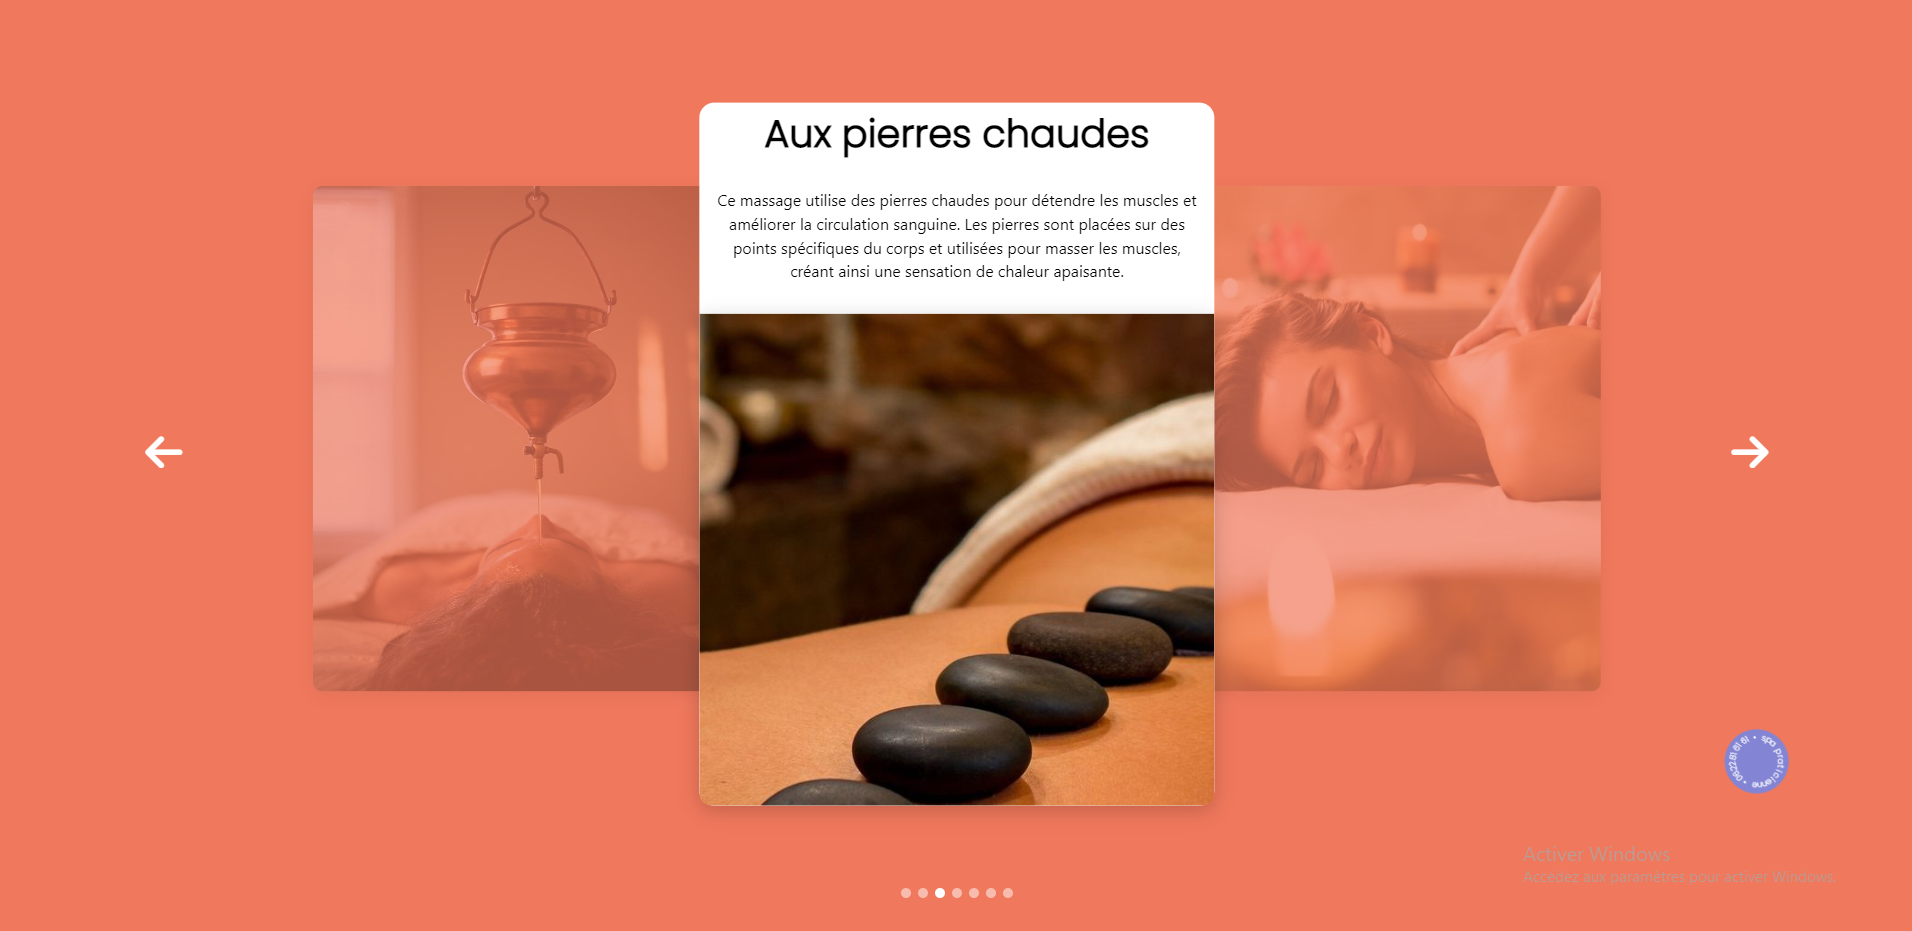 Aux pierres chaudes
Ce massage utilise des pierres chaudes pour détendre les muscles et
améliorer la circulation sanguine. Les pierres sont placées sur des
points spécifiques du corps et utilisées pour masser les muscles,
créant ainsi une sensation de chaleur apaisante.
spa praticienne •
Activer Windows
Accédez aux paramètres pour activer Windows.